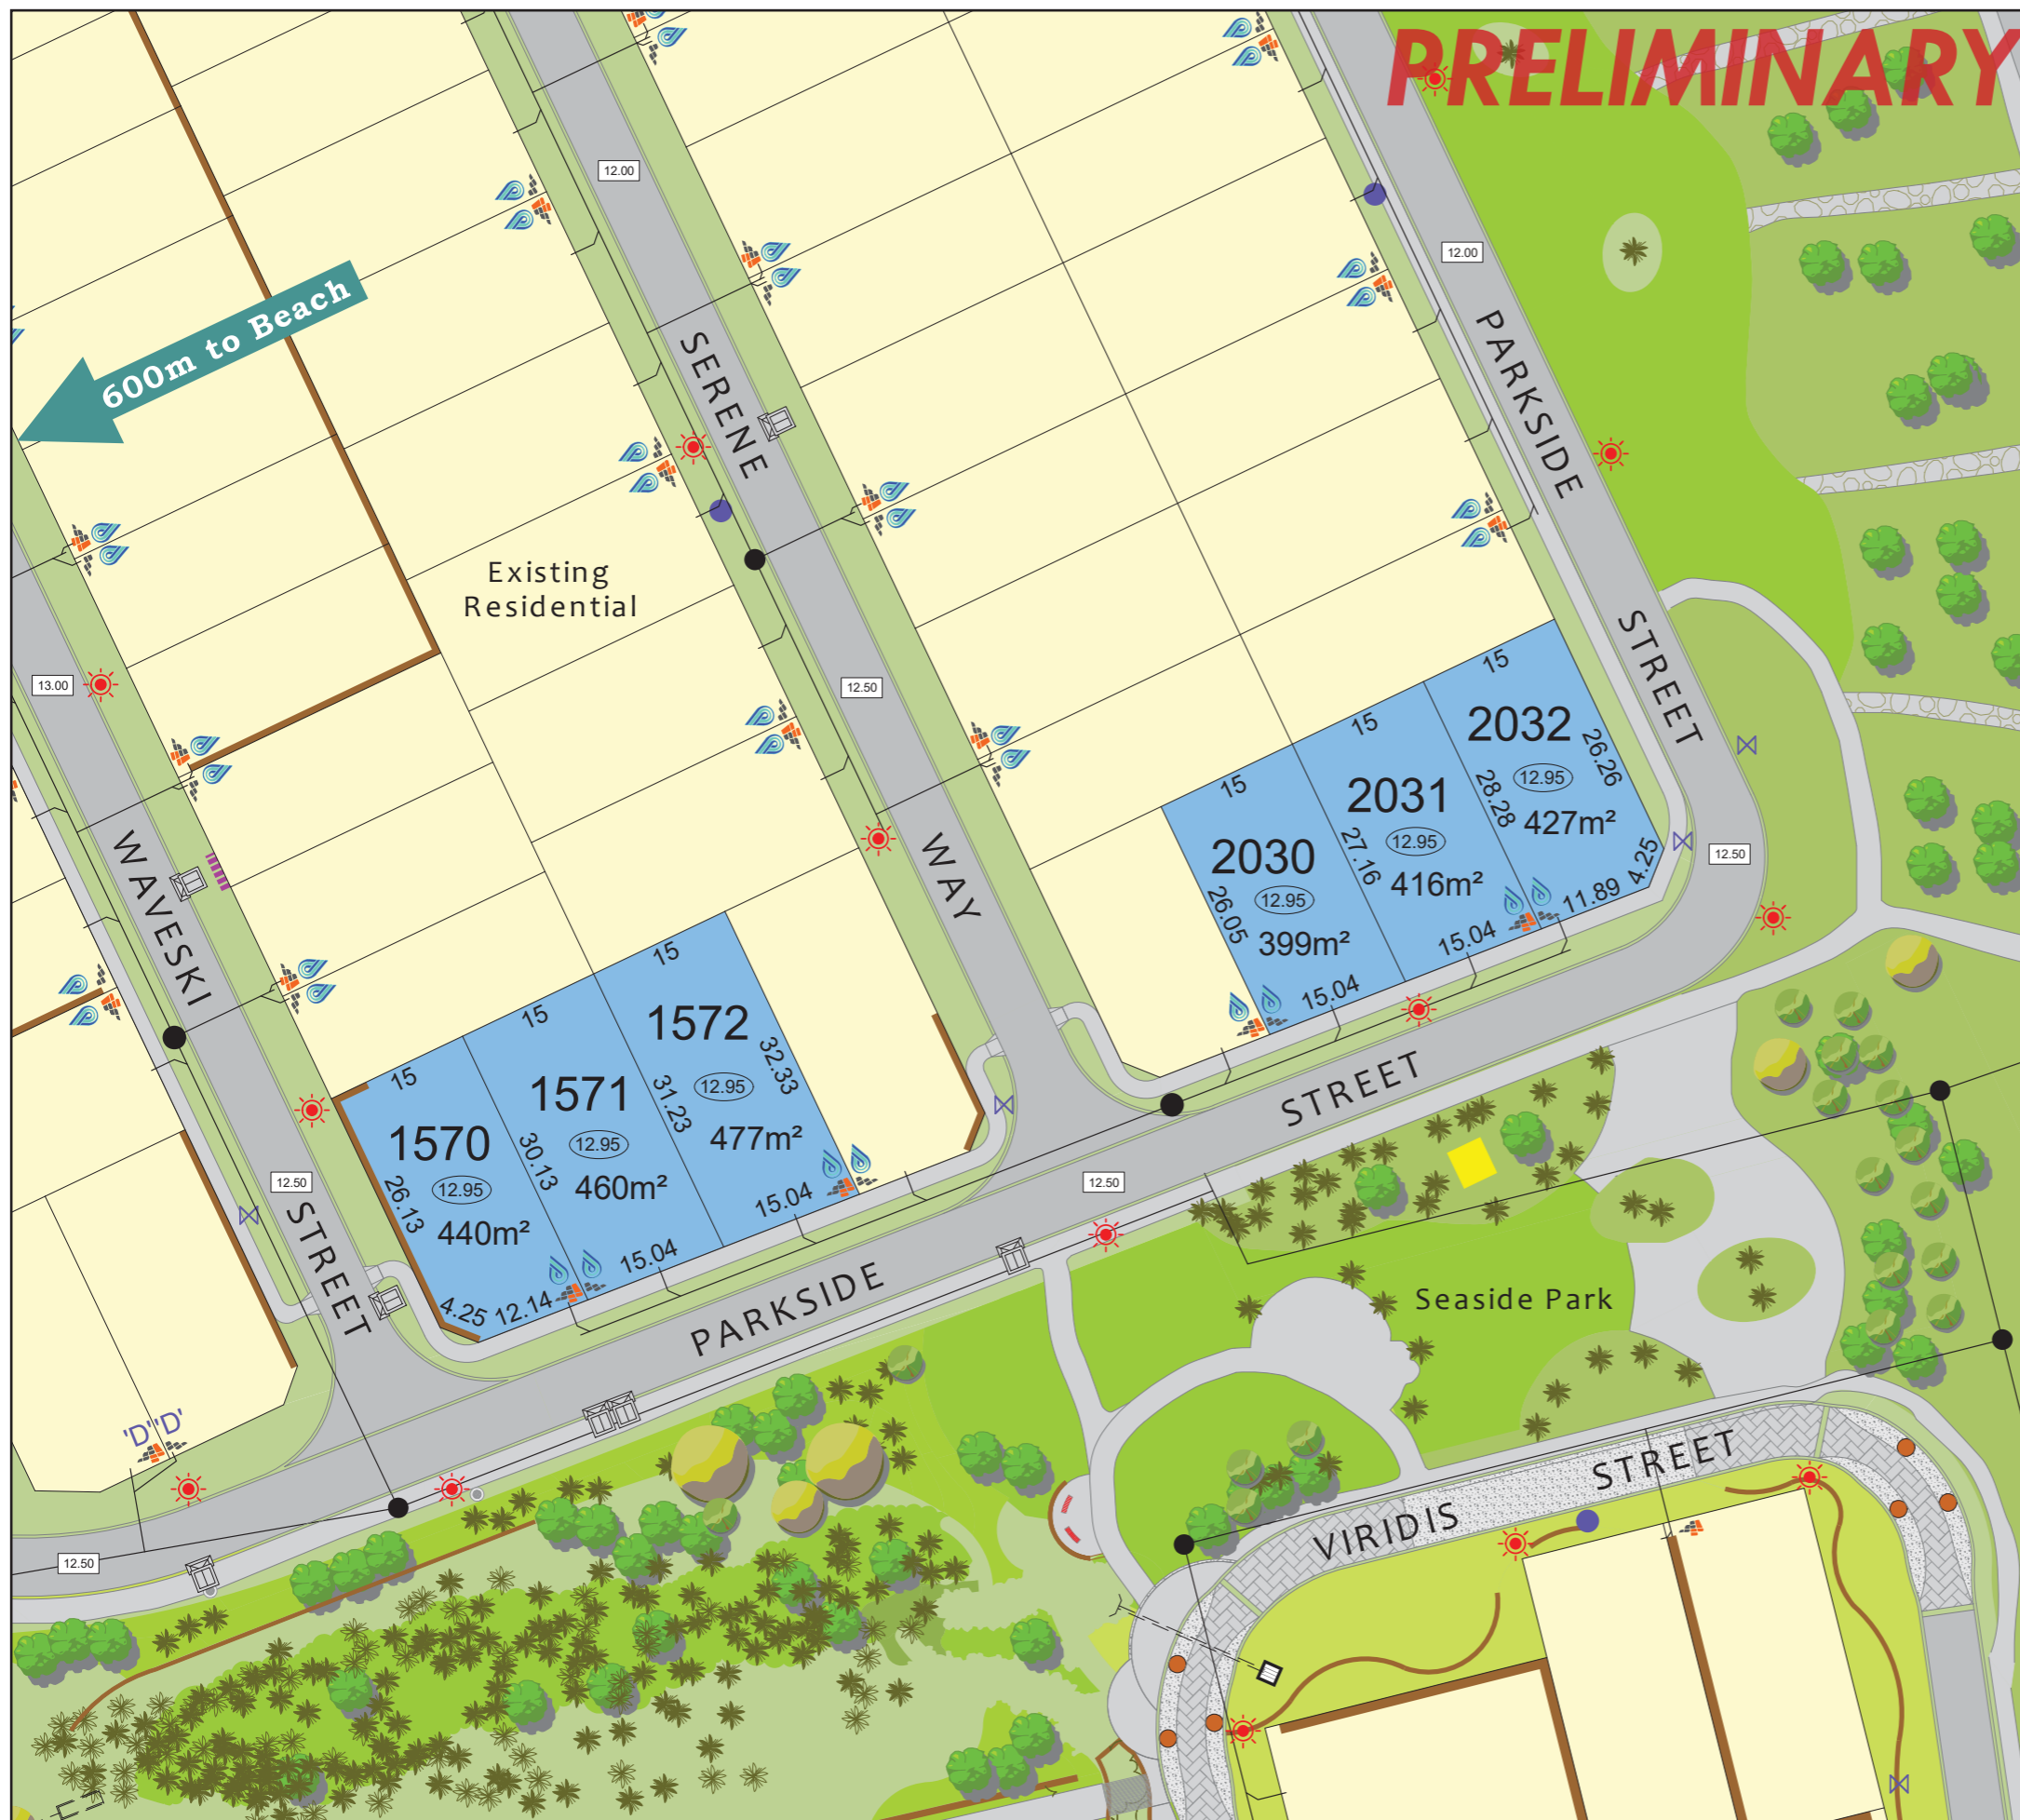 PRELIMINARY
12.00
12.00
600m to Beach
SERENE
PARKSIDE
Existing
Residential
13.00
12.50
STREET
15
2032
26.26
12.95
28.28
427m²
4.25
11.89
12.50
15
2031
12.95
27.16
416m²
15.04
15
2030
12.95
26.05
399m²
15.04
WAVESKI
WAY
15
1572
32.33
12.95
31.23
477m²
15.04
15
1571
12.95
30.13
460m²
15.04
15
1570
12.95
26.13
440m²
4.25
12.14
12.50
STREET
STREET
12.50
PARKSIDE
Seaside Park
'D' 'D'
12.50
VIRIDIS
STREET